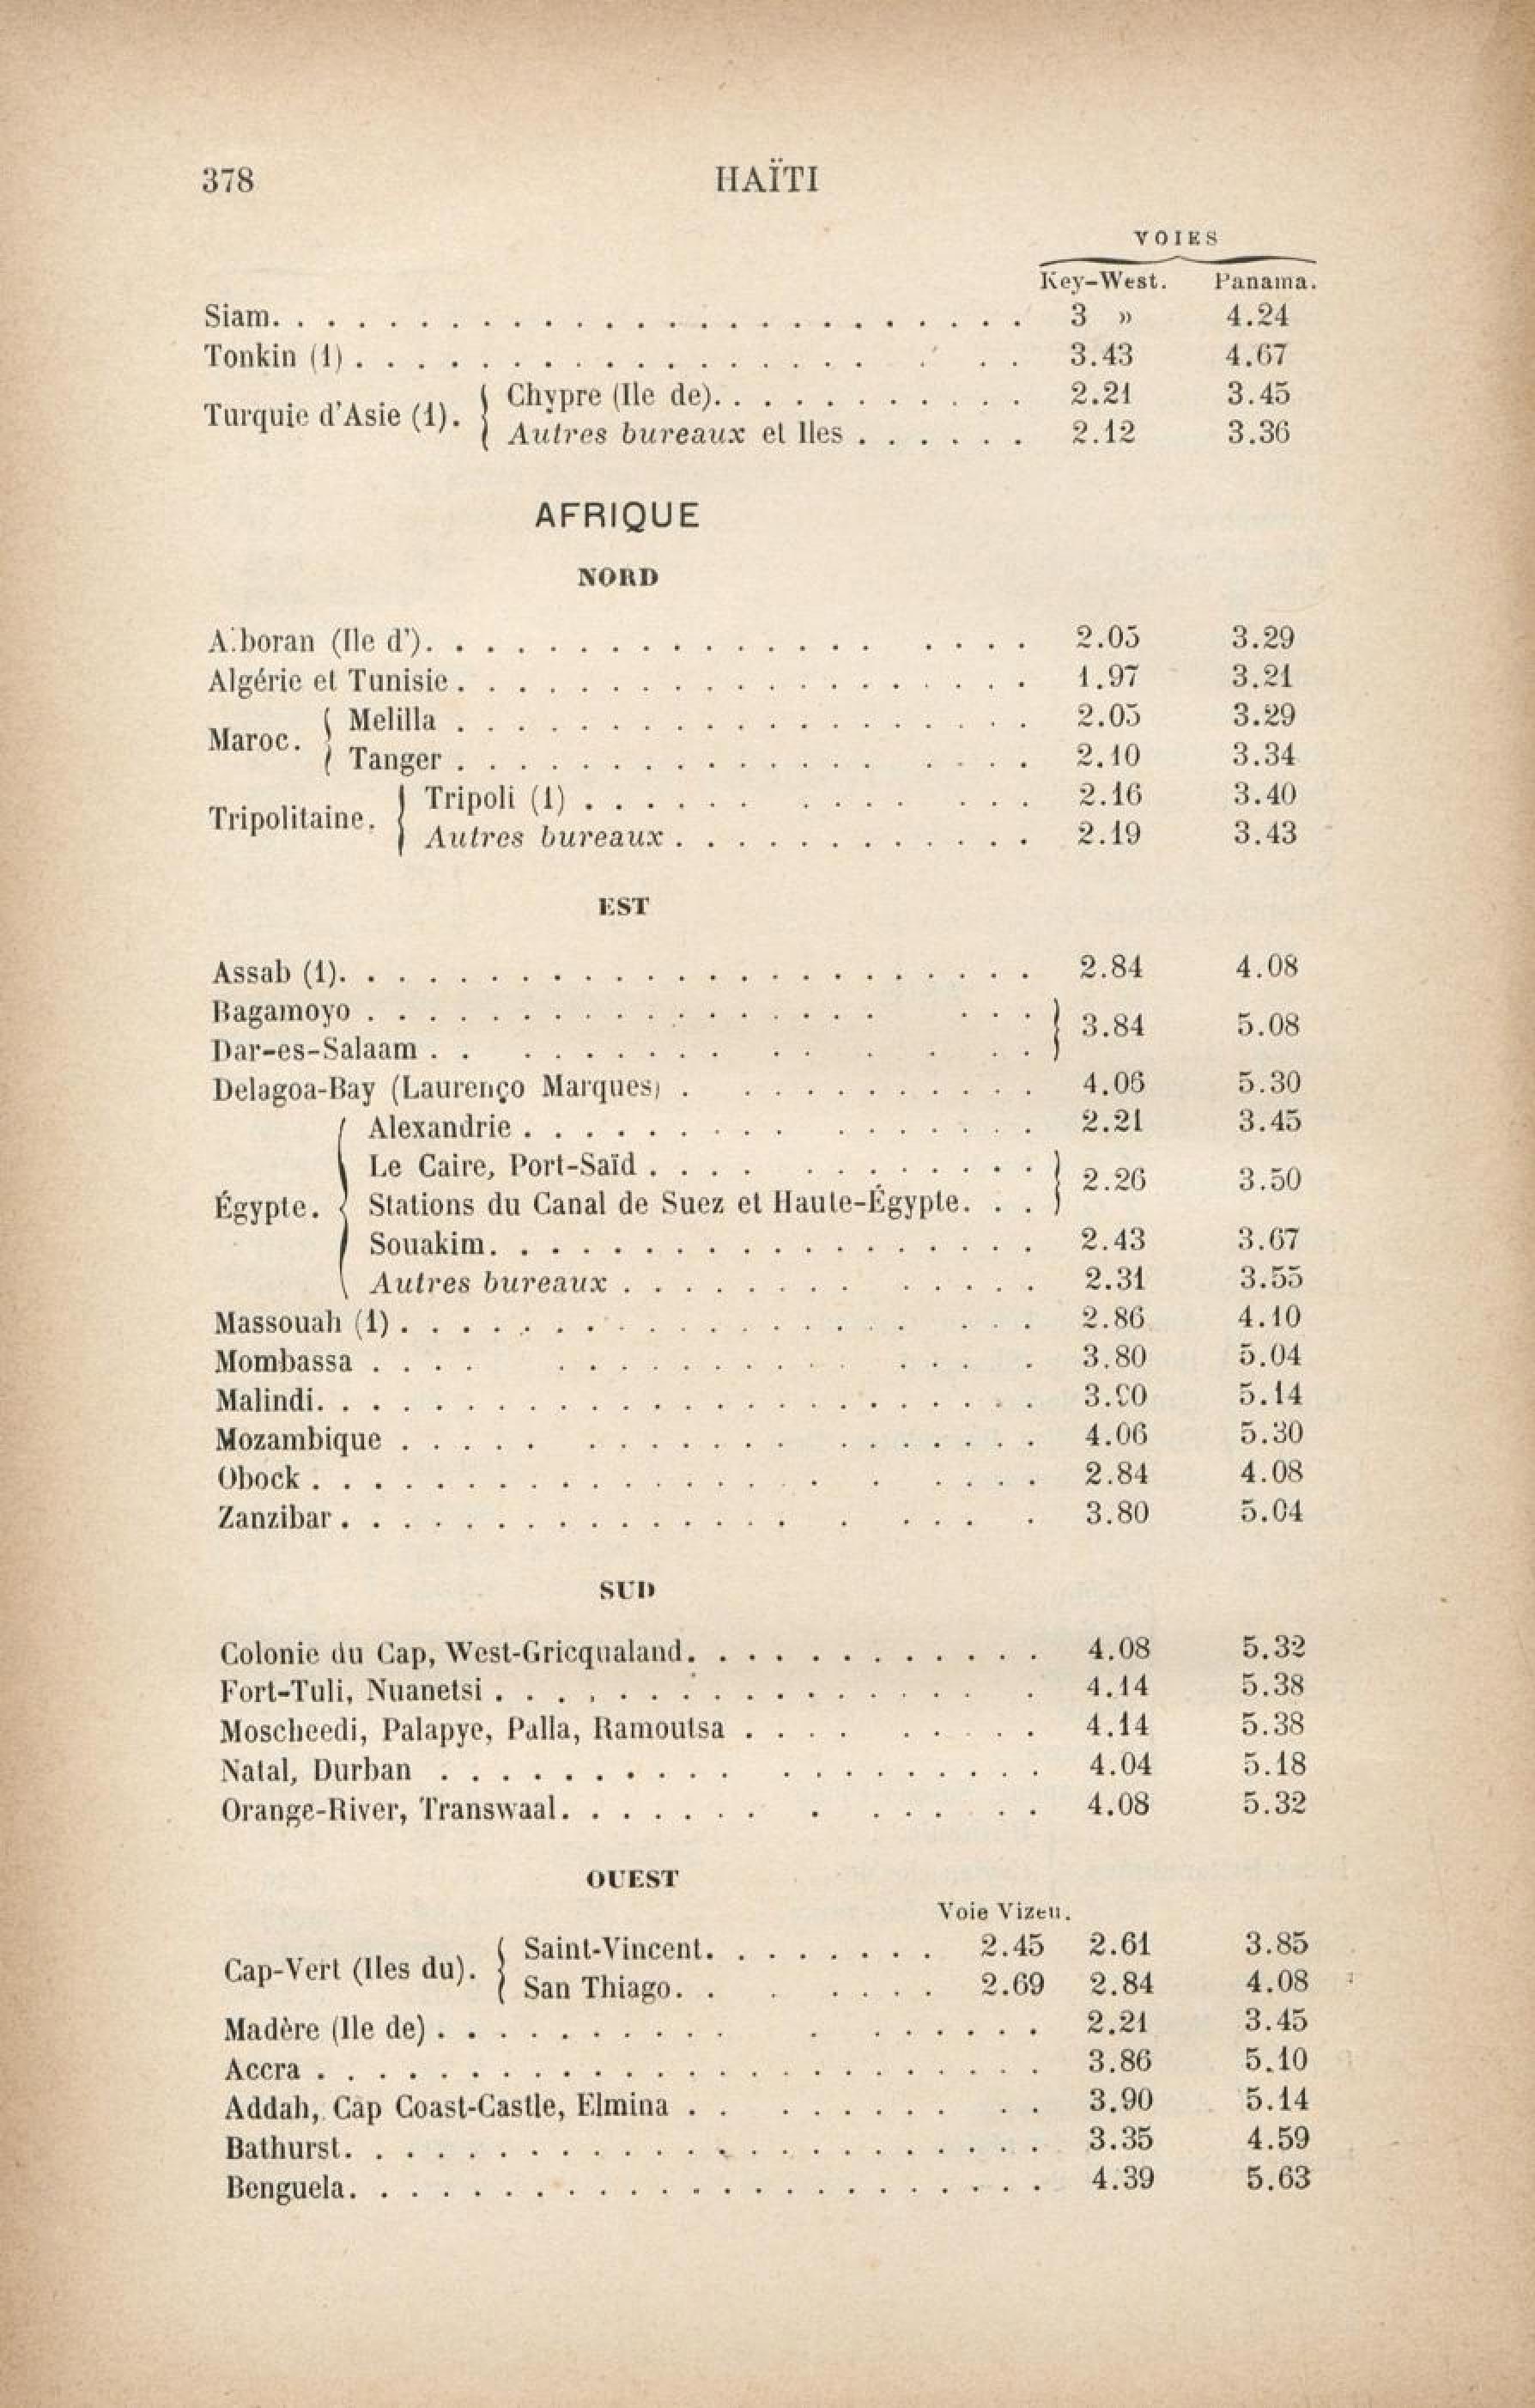 378 HAÏTI
VOIES
Key-West. Panama.
Siam. . . . . . . . . . 3 » 4.24
Tonkin (1) . . . . . . . . . . 3.43 4.67
Turquie d'Asie (1). { Chypre (Ile de). . . . . . . . . . 2.21 3.45
Autres bureaux et Iles . . . . . . 2.12 3.36
AFRIQUE
NORD
A.boran (Ile d'). . . . . . . . . . 2.05 3.29
Algérie et Tunisie . . . . . . . . . . 1.97 3.21
Maroc. { Melilla . . . . . . . . . . 2.05 3.29
Tanger . . . . . . . . . . 2.10 3.34
Tripolitaine. { Tripoli (1) . . . . . . . . . . 2.16 3.40
Autres bureaux . . . . . . . . . . 2.19 3.43
EST
Assab (1). . . . . . . . . . 2.84 4.08
Bagamoyo . . . . . . . . . .
Dar-es-Salaam . . . . . . . . . . } 3.84 5.08
Delagoa-Bay (Laurenço Marques) . . . . . . . . . . 4.06 5.30
Égypte. { Alexandrie . . . . . . . . . . 2.21 3.45
Le Caire, Port-Saïd . . . . . . . . . .
Stations du Canal de Suez et Haute-Égypte. . . } 2.26 3.50
Souakim. . . . . . . . . . 2.43 3.67
Autres bureaux . . . . . . . . . . 2.31 3.55
Massouah (1) . . . . . . . . . . 2.86 4.10
Mombassa . . . . . . . . . . 3.80 5.04
Malindi. . . . . . . . . . 3.90 5.14
Mozambique . . . . . . . . . . 4.06 5.30
Obock . . . . . . . . . . 2.84 4.08
Zanzibar . . . . . . . . . . 3.80 5.04
SUD
Colonie du Cap, West-Gricqualand. . . . . . . . . . 4.08 5.32
Fort-Tuli, Nuanetsi . . . . . . . . . . 4.14 5.38
Moscheedi, Palapye, Palla, Ramoutsa . . . . . . . . . . 4.14 5.38
Natal, Durban . . . . . . . . . . 4.04 5.18
Orange-River, Transwaal. . . . . . . . . . 4.08 5.32
OUEST
Voie Vizeu.
Cap-Vert (Iles du). { Saint-Vincent. . . . . . . . 2.45 2.61 3.85
San Thiago. . . . . . . 2.69 2.84 4.08
Madère (Ile de) . . . . . . . . . . 2.21 3.45
Accra . . . . . . . . . . 3.86 5.10
Addah, Cap Coast-Castle, Elmina . . . . . . . . . . 3.90 5.14
Bathurst. . . . . . . . . . 3.35 4.59
Benguela. . . . . . . . . . 4.39 5.63